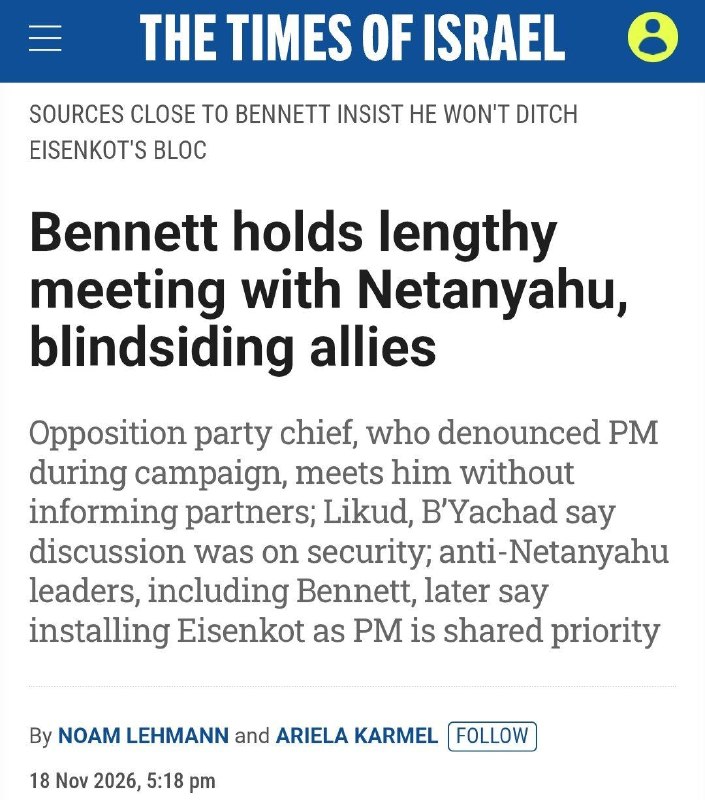 THE TIMES OF ISRAEL
SOURCES CLOSE TO BENNETT INSIST HE WON'T DITCH
EISENKOT'S BLOC
Bennett holds lengthy
meeting with Netanyahu,
blindsiding allies
Opposition party chief, who denounced PM
during campaign, meets him without
informing partners; Likud, B’Yachad say
discussion was on security; anti-Netanyahu
leaders, including Bennett, later say
installing Eisenkot as PM is shared priority
By NOAM LEHMANN and ARIELA KARMEL FOLLOW
18 Nov 2026, 5:18 pm